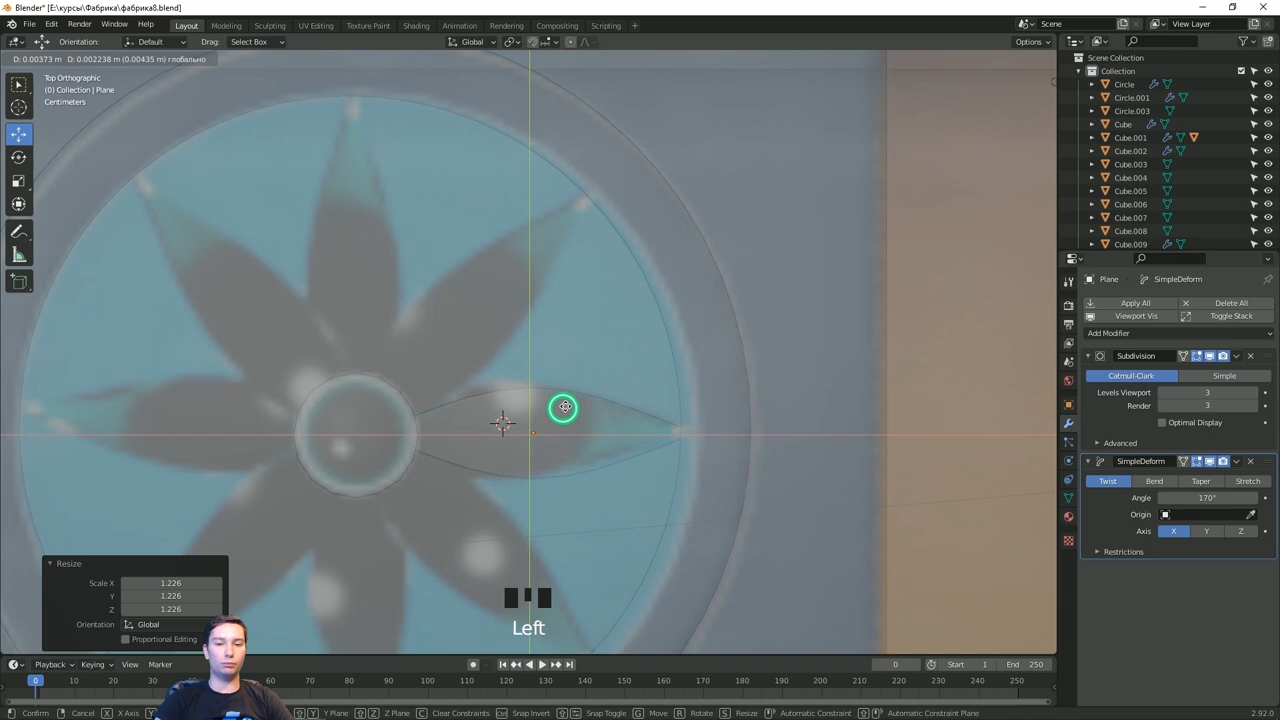 Blender* [E:\курсы\Фабрика\фабрика8.blend]
File Edit Render Window Help
Layout Modeling Sculpting UV Editing Texture Paint Shading Animation Rendering Compositing Scripting +
Scene View Layer
Orientation: Default Drag: Select Box Global Options
D: 0.00373 m D: 0.002238 m (0.00435 m) глобально
Top Orthographic
(0) Collection | Plane
Centimeters
Scene Collection
Collection
Circle
Circle.001
Circle.003
Cube
Cube.001
Cube.002
Cube.003
Cube.004
Cube.005
Cube.006
Cube.007
Cube.008
Cube.009
Plane SimpleDeform
Apply All Delete All
Viewport Vis Toggle Stack
Add Modifier
Subdivision
Catmull-Clark Simple
Levels Viewport 3
Render 3
Optimal Display
Advanced
SimpleDeform
Twist Bend Taper Stretch
Angle 170°
Origin
Axis X Y Z
Restrictions
Resize
Scale X 1.226
Y 1.226
Z 1.226
Orientation Global
Proportional Editing
Left
Playback Keying View Marker 0 Start 1 End 250
0 10 20 30 40 50 60 70 80 90 100 110 120 130 140 150 160 170 180 190 200 210 220 230 240 250
Confirm Cancel X X Axis Y Plane Z Z Plane C Clear Constraints Snap Invert Snap Toggle G Move R Rotate S Resize Automatic Constraint Automatic Constraint Plane 2.92.0